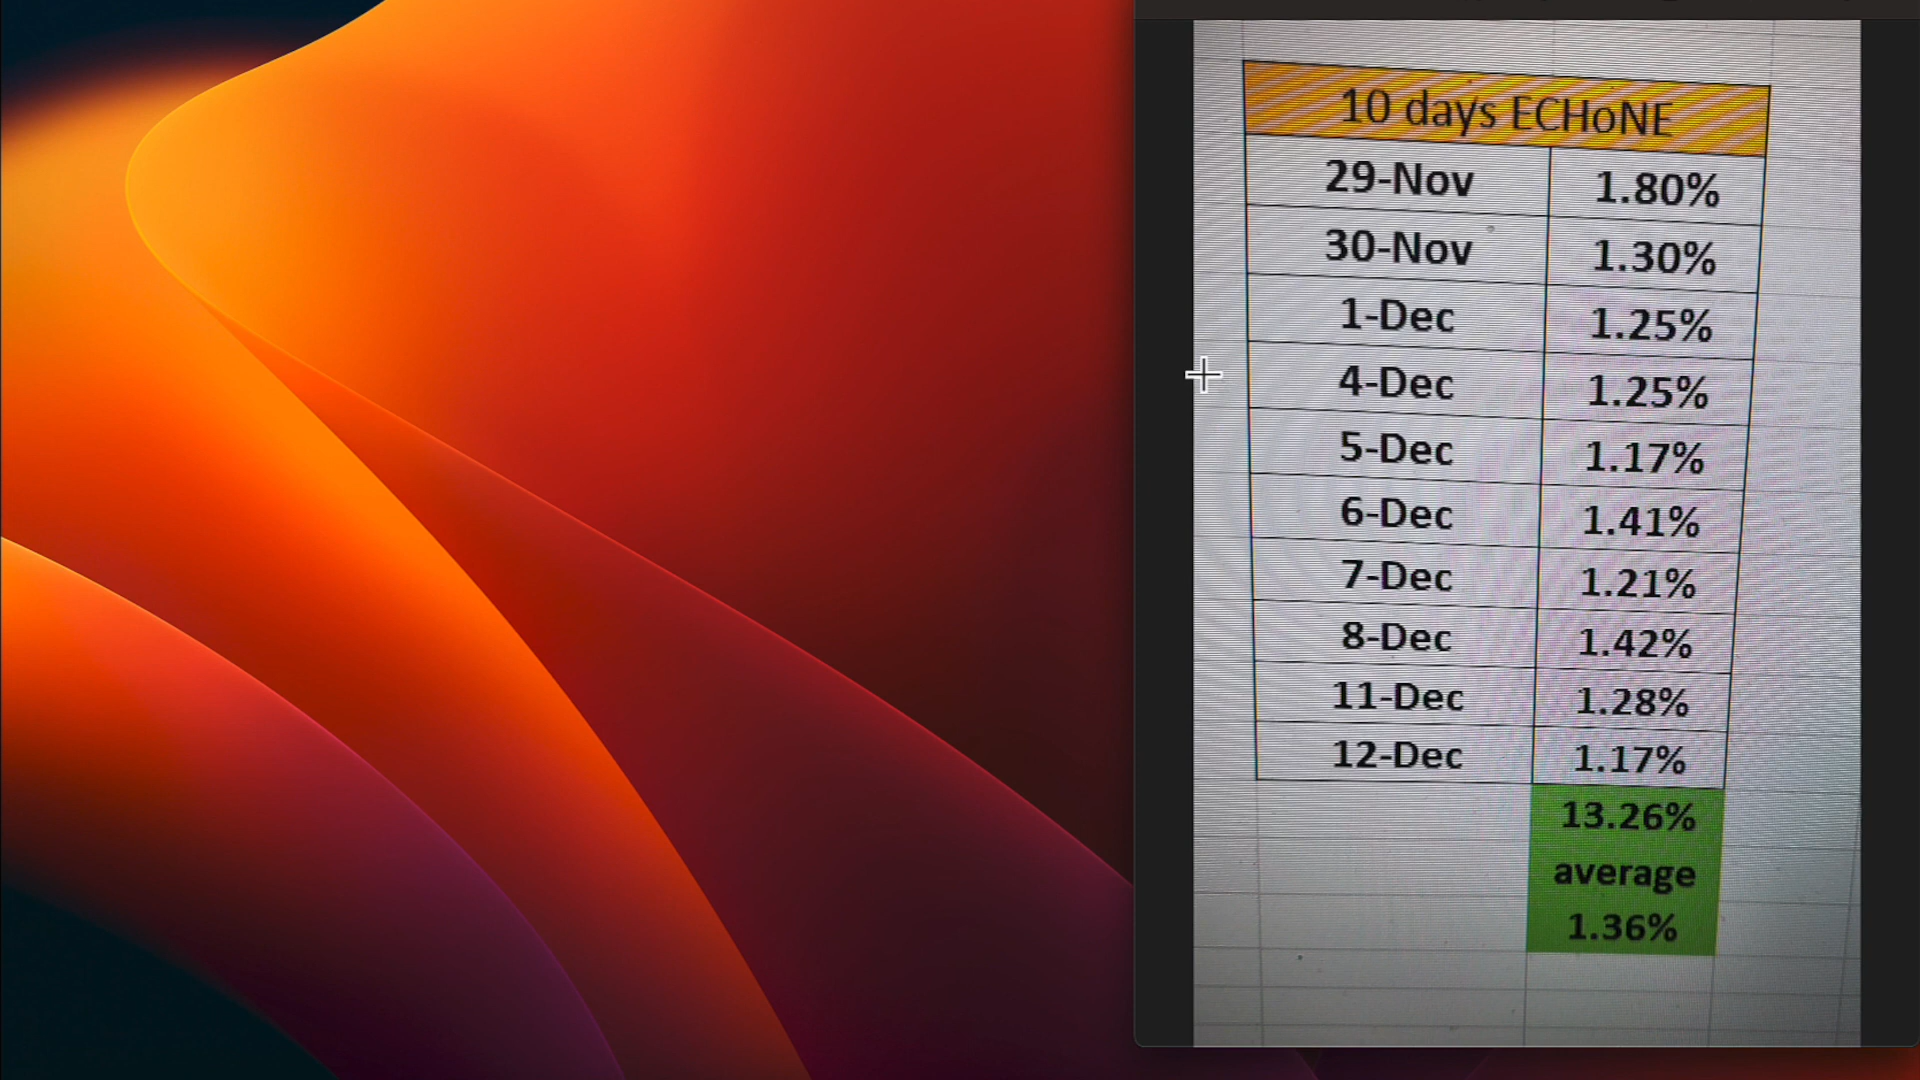 10 days ECHoNE
29-Nov 1.80%
30-Nov 1.30%
1-Dec 1.25%
4-Dec 1.25%
5-Dec 1.17%
6-Dec 1.41%
7-Dec 1.21%
8-Dec 1.42%
11-Dec 1.28%
12-Dec 1.17%
13.26%
average
1.36%